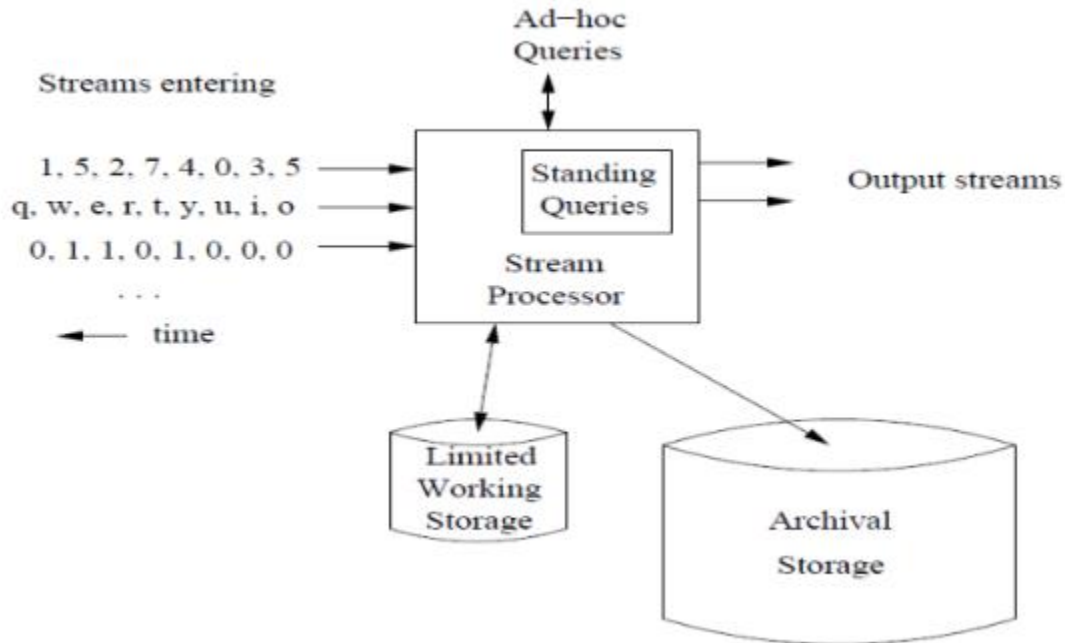 Ad-hoc
Queries
Streams entering
1, 5, 2, 7, 4, 0, 3, 5
q, w, e, r, t, y, u, i, o
0, 1, 1, 0, 1, 0, 0, 0
. . .
time
Standing
Queries
Stream
Processor
Output streams
Limited
Working
Storage
Archival
Storage